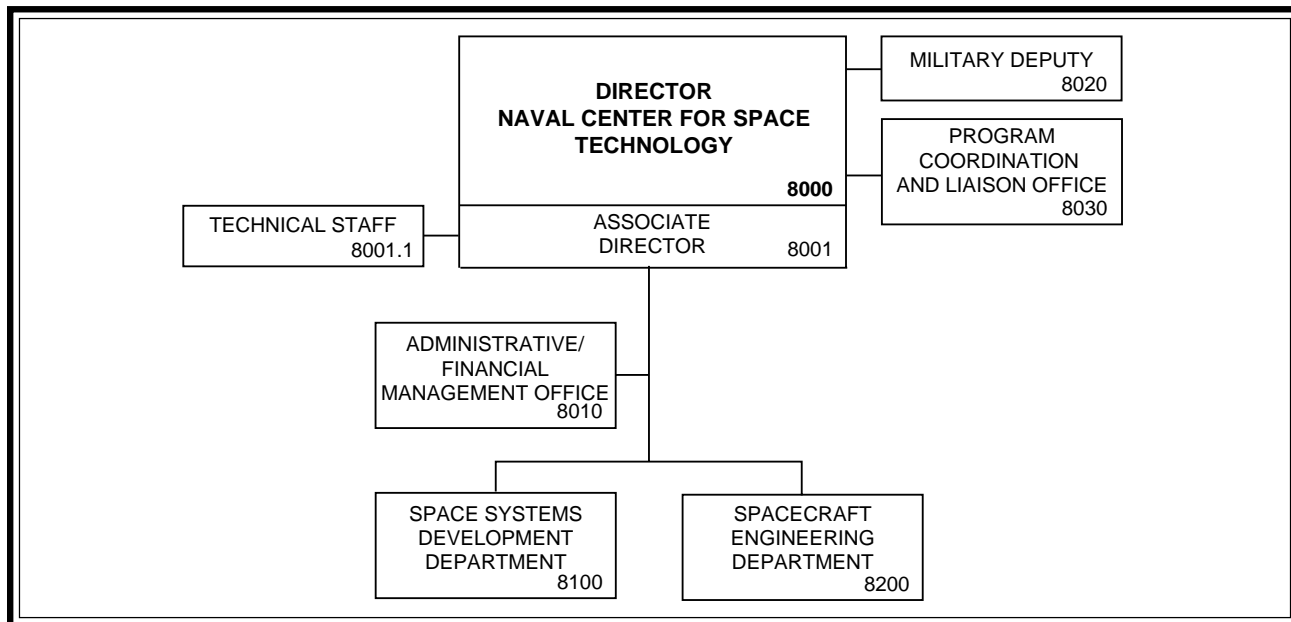 DIRECTOR
NAVAL CENTER FOR SPACE
TECHNOLOGY
8000
MILITARY DEPUTY
8020
PROGRAM
COORDINATION
AND LIAISON OFFICE
8030
TECHNICAL STAFF
8001.1
ASSOCIATE
DIRECTOR
8001
ADMINISTRATIVE/
FINANCIAL
MANAGEMENT OFFICE
8010
SPACE SYSTEMS
DEVELOPMENT
DEPARTMENT
8100
SPACECRAFT
ENGINEERING
DEPARTMENT
8200